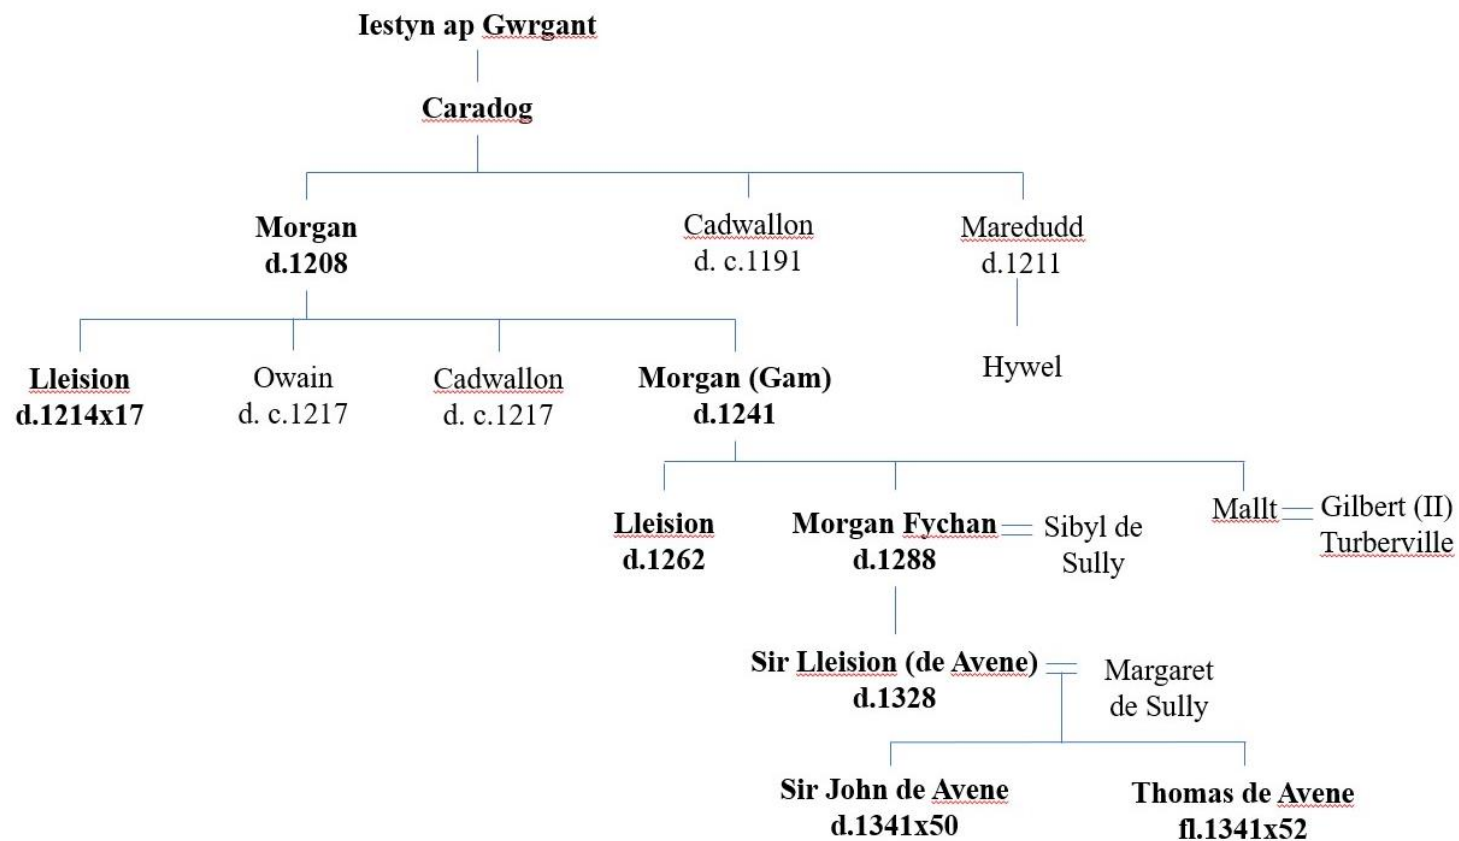 Iestyn ap Gwrgant
Caradog
Morgan
d.1208
Cadwallon
d. c.1191
Maredudd
d.1211
Lleision
d.1214x17
Owain
d. c.1217
Cadwallon
d. c.1217
Morgan (Gam)
d.1241
Hywel
Lleision
d.1262
Morgan Fychan
d.1288
Sibyl de
Sully
Mallt
Gilbert (II)
Turberville
Sir Lleision (de Avene)
d.1328
Margaret
de Sully
Sir John de Avene
d.1341x50
Thomas de Avene
fl.1341x52